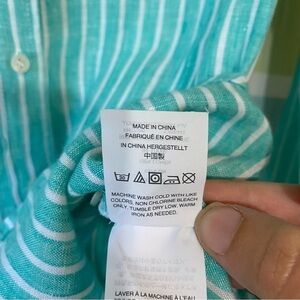 MADE IN CHINA
FABRIQUÉ EN CHINE
IN CHINA HERGESTELLT
中国製
MACHINE WASH COLD WITH LIKE
COLORS, NON CHLORINE BLEACH
ONLY, TUMBLE DRY LOW. WARM
IRON AS NEEDED.
LAVER À LA MACHINE À L'EAU